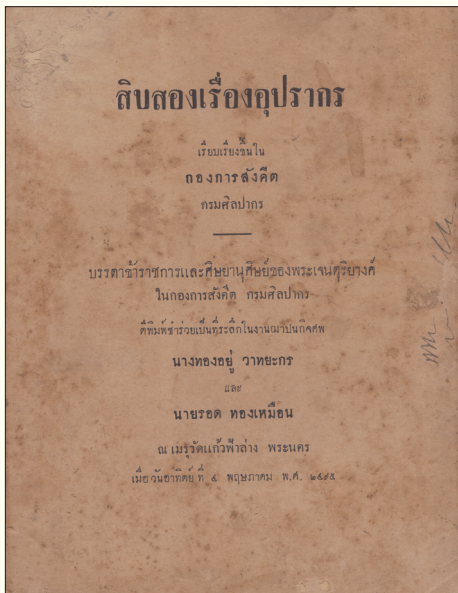 สิบสองเรื่องอุปรากร
เรียบเรียงขึ้นใน
กองการสังคีต
กรมศิลปากร
บรรดาข้าราชการและศิษยานุศิษย์ของพระเจนดุริยางค์
ในกองการสังคีต กรมศิลปากร
ตีพิมพ์ชำร่วยเป็นที่ระลึกในงานฌาปนกิจศพ
นางทองอยู่ วาทยะกร
และ
นายรอด ทองเหมือน
ณ เมรุวัดแก้วฟ้าล่าง พระนคร
เมื่อวันอาทิตย์ ที่ พฤษภาคม พ.ศ.